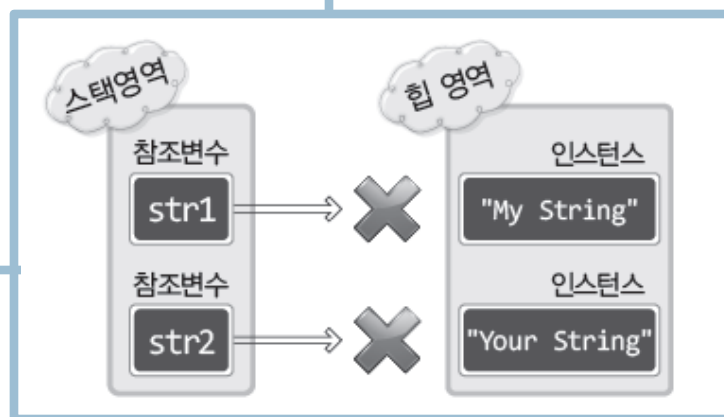 스택영역
힙 영역
참조변수
인스턴스
str1
"My String"
참조변수
인스턴스
str2
"Your String"